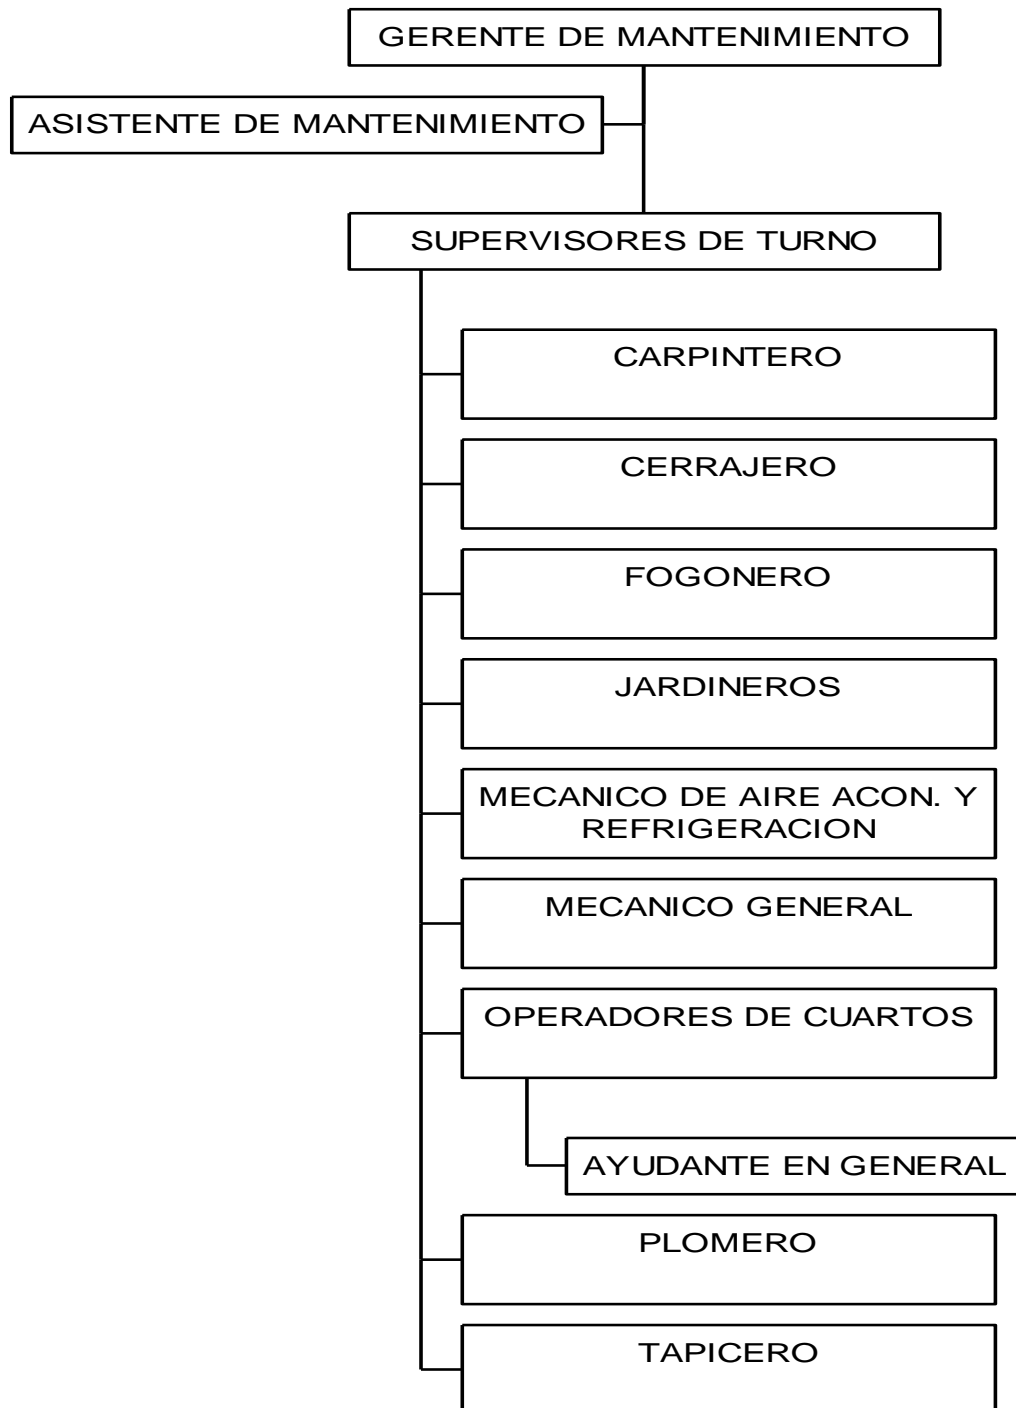 GERENTE DE MANTENIMIENTO
ASISTENTE DE MANTENIMIENTO
SUPERVISORES DE TURNO
CARPINTERO
CERRAJERO
FOGONERO
JARDINEROS
MECANICO DE AIRE ACON. Y
REFRIGERACION
MECANICO GENERAL
OPERADORES DE CUARTOS
AYUDANTE EN GENERAL
PLOMERO
TAPICERO